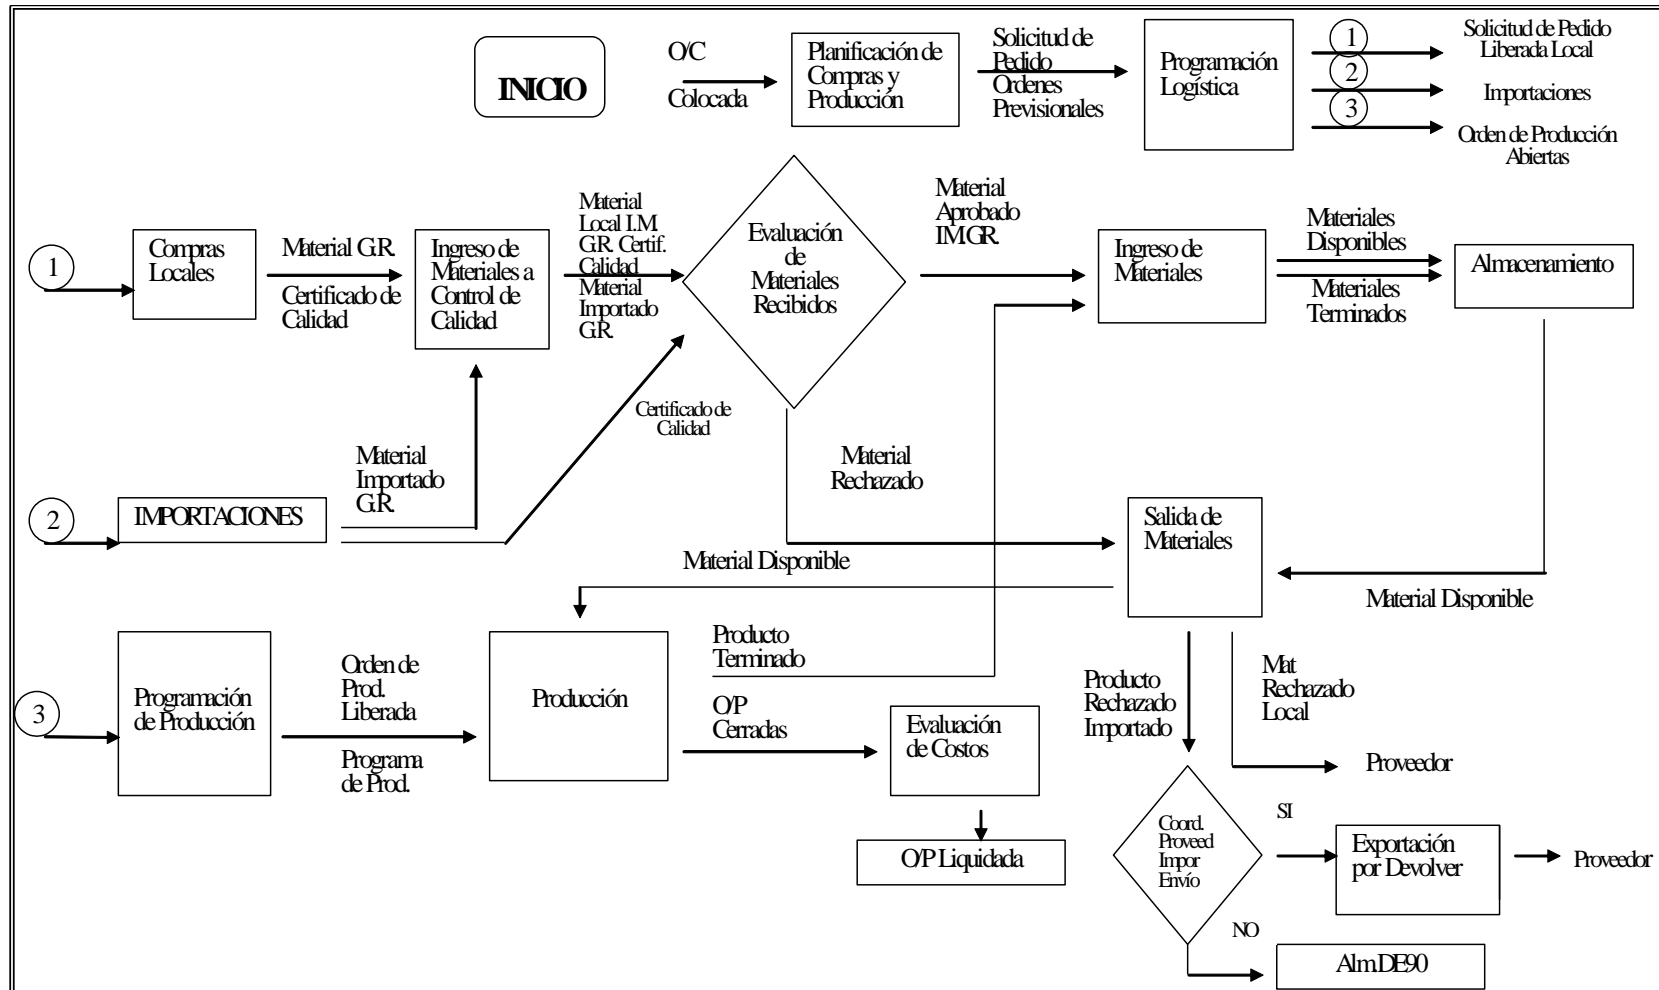 INICIO
O/C
Colocada
Planificación de
Compras y
Producción
Solicitud de
Pedido
Ordenes
Previsionales
Programación
Logística
1
2
3
Solicitud de Pedido
Liberada Local
Importaciones
Orden de Producción
Abiertas
1
Compras
Locales
Material G.R.
Certificado de
Calidad
Ingreso de
Materiales a
Control de
Calidad
Material
Local I.M.
G.R. Certif.
Calidad
Material
Importado
G.R.
Evaluación
de
Materiales
Recibidos
Material
Aprobado
IM.GR.
Ingreso de
Materiales
Materiales
Disponibles
Materiales
Terminados
Almacenamiento
Certificado de
Calidad
Material
Rechazado
2
IMPORTACIONES
Material
Importado
G.R.
Salida de
Materiales
Material Disponible
Material Disponible
3
Programación
de Producción
Orden de
Prod.
Liberada
Programa
de Prod.
Producción
Producto
Terminado
O/P
Cerradas
Evaluación
de Costos
O/P Liquidada
Producto
Rechazado
Importado
Mat
Rechazado
Local
Proveedor
Coord.
Proveed
Impor
Envío
SI
Exportación
por Devolver
Proveedor
NO
Alm.DE90